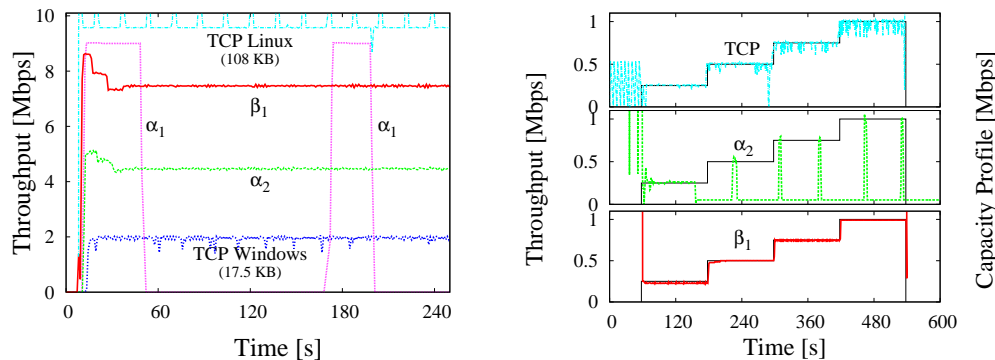 Throughput [Mbps]
10
8
6
4
2
0
TCP Linux
(108 KB)
β1
α1
α1
α2
TCP Windows
(17.5 KB)
0
60
120
180
240
Time [s]
Throughput [Mbps]
1
0.5
0
TCP
1
0.5
0
α2
1
0.5
0
β1
0
120
240
360
480
600
Time [s]
Capacity Profile [Mbps]